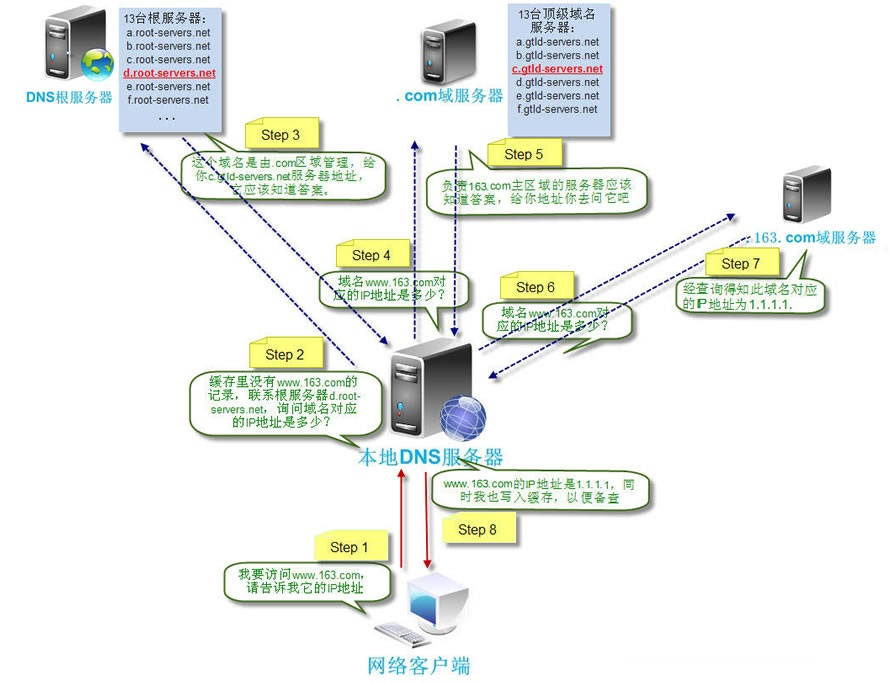 13台根服务器：
a.root-servers.net
b.root-servers.net
c.root-servers.net
d.root-servers.net
e.root-servers.net
f.root-servers.net
...
DNS根服务器
13台顶级域名
服务器：
a.gtld-servers.net
b.gtld-servers.net
c.gtld-servers.net
d.gtld-servers.net
e.gtld-servers.net
f.gtld-servers.net
.com域服务器
Step 3
这个域名是由.com区域管理，给
你c.gtld-servers.net服务器地址，
它应该知道答案。
Step 5
负责163.com主区域的服务器应该
知道答案，给你地址你去问它吧
.163.com域服务器
Step 4
域名www.163.com对
应的IP地址是多少？
Step 6
域名www.163.com对
应的IP地址是多少？
Step 7
经查询得知此域名对应
的IP地址为1.1.1.1.
Step 2
缓存里没有www.163.com的
记录，联系根服务器d.root-
servers.net，询问域名对应
的IP地址是多少？
本地DNS服务器
www.163.com的IP地址是1.1.1.1，同
时我也写入缓存，以便备查
Step 8
Step 1
我要访问www.163.com，
请告诉我它的IP地址
网络客户端